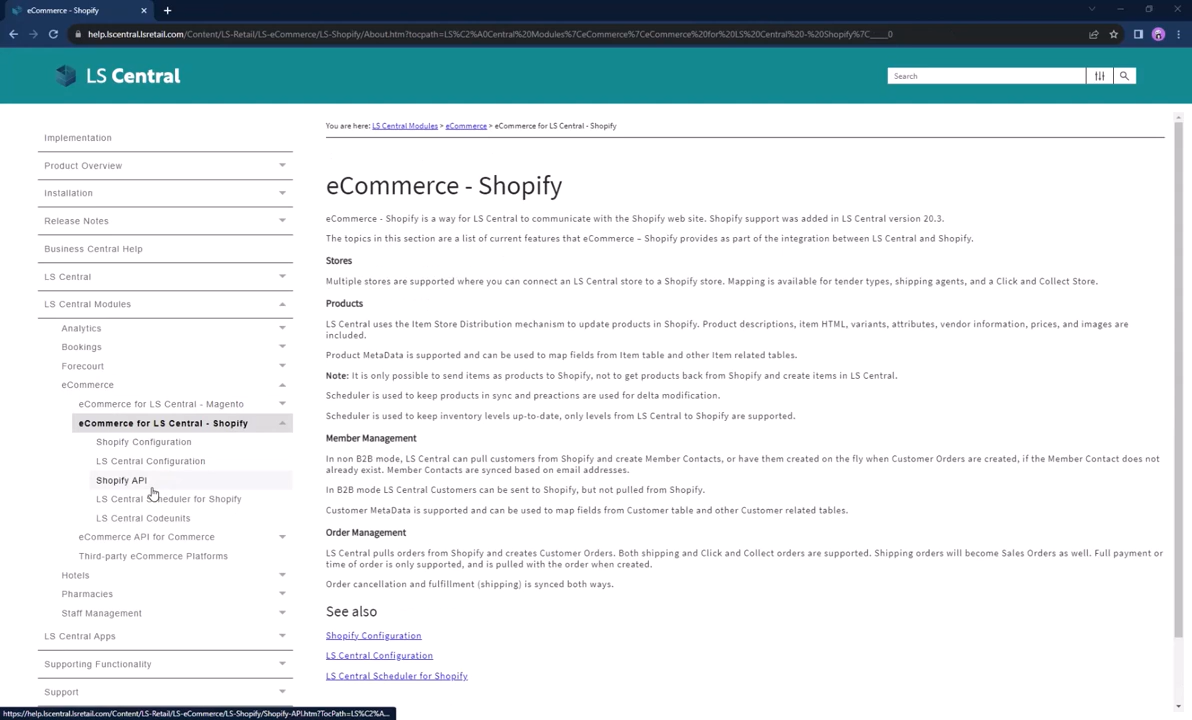 eCommerce - Shopify
help.lscentral.lsretail.com/Content/LS-Retail/LS-eCommerce/LS-Shopify/About.htm?tocpath=LS%C2%A0Central%20Modules%7CeCommerce%7CeCommerce%20for%20LS%20Central%20-%20Shopify%7C____0
LS Central
Search
Implementation
Product Overview
Installation
Release Notes
Business Central Help
LS Central
LS Central Modules
Analytics
Bookings
Forecourt
eCommerce
eCommerce for LS Central - Magento
eCommerce for LS Central - Shopify
Shopify Configuration
LS Central Configuration
Shopify API
LS Central Scheduler for Shopify
LS Central Codeunits
eCommerce API for Commerce
Third-party eCommerce Platforms
Hotels
Pharmacies
Staff Management
LS Central Apps
Supporting Functionality
Support
You are here: LS Central Modules > eCommerce > eCommerce for LS Central - Shopify
eCommerce - Shopify
eCommerce - Shopify is a way for LS Central to communicate with the Shopify web site. Shopify support was added in LS Central version 20.3.
The topics in this section are a list of current features that eCommerce – Shopify provides as part of the integration between LS Central and Shopify.
Stores
Multiple stores are supported where you can connect an LS Central store to a Shopify store. Mapping is available for tender types, shipping agents, and a Click and Collect Store.
Products
LS Central uses the Item Store Distribution mechanism to update products in Shopify. Product descriptions, item HTML, variants, attributes, vendor information, prices, and images are
included.
Product MetaData is supported and can be used to map fields from Item table and other Item related tables.
Note: It is only possible to send items as products to Shopify, not to get products back from Shopify and create items in LS Central.
Scheduler is used to keep products in sync and preactions are used for delta modification.
Scheduler is used to keep inventory levels up-to-date, only levels from LS Central to Shopify are supported.
Member Management
In non B2B mode, LS Central can pull customers from Shopify and create Member Contacts, or have them created on the fly when Customer Orders are created, if the Member Contact does not
already exist. Member Contacts are synced based on email addresses.
In B2B mode LS Central Customers can be sent to Shopify, but not pulled from Shopify.
Customer MetaData is supported and can be used to map fields from Customer table and other Customer related tables.
Order Management
LS Central pulls orders from Shopify and creates Customer Orders. Both shipping and Click and Collect orders are supported. Shipping orders will become Sales Orders as well. Full payment or
time of order is only supported, and is pulled with the order when created.
Order cancellation and fulfillment (shipping) is synced both ways.
See also
Shopify Configuration
LS Central Configuration
LS Central Scheduler for Shopify
https://help.lscentral.lsretail.com/Content/LS-Retail/LS-eCommerce/LS-Shopify/Shopify-API.htm?TocPath=LS%C2%A...